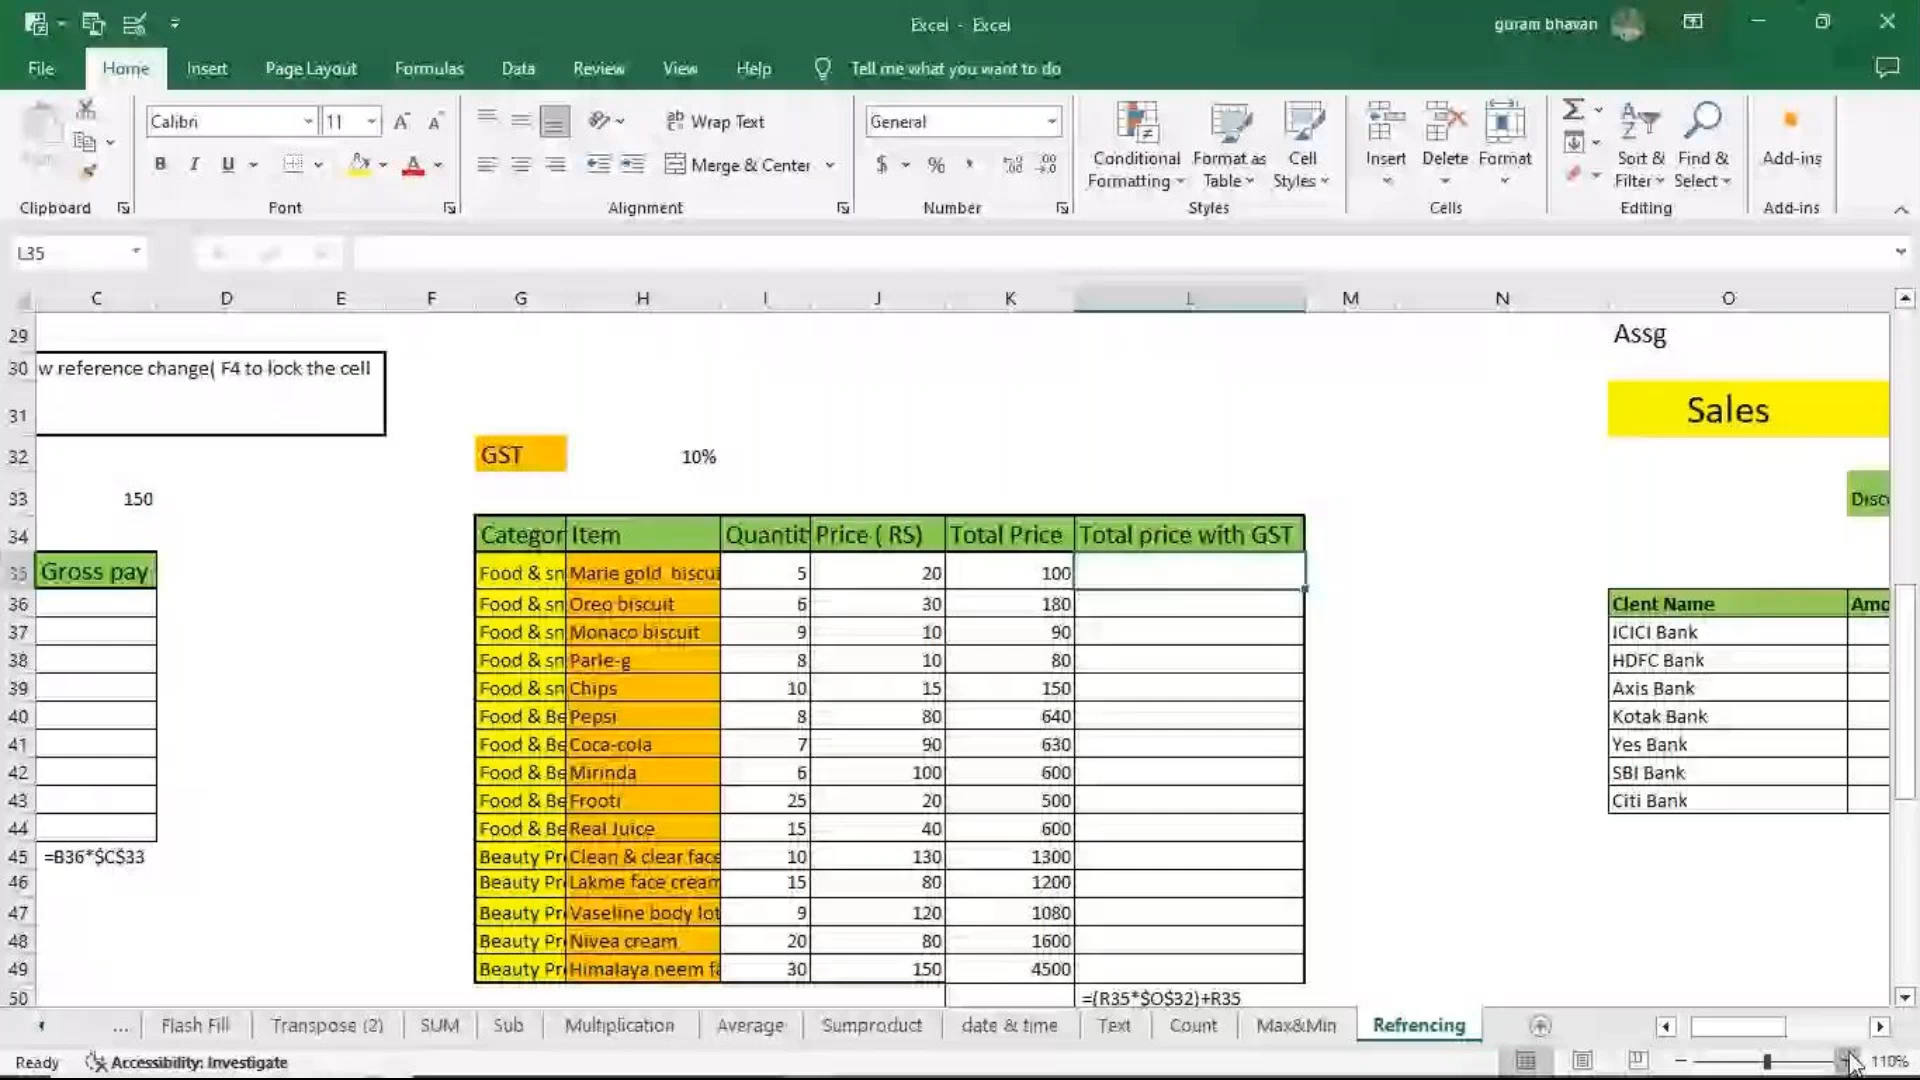 Excel - Excel
guram bhavan
File Home Insert Page Layout Formulas Data Review View Help Tell me what you want to do
Calibri 11
Wrap Text
General
Conditional Formatting
Format as Table
Cell Styles
Insert
Delete
Format
Sort & Filter
Find & Select
Add-ins
B I U
Merge & Center
$ %
Clipboard Font Alignment Number Styles Cells Editing Add-ins
L35
C D E F G H I J K L M N O
29 Assg
30 w reference change( F4 to lock the cell
31 Sales
32 GST 10%
33 150
34 Categor Item Quantit Price ( RS) Total Price Total price with GST
35 Gross pay Food & sn Marie gold biscui 5 20 100
36 Food & sn Oreo biscuit 6 30 180 Clent Name Amo
37 Food & sn Monaco biscuit 9 10 90 ICICI Bank
38 Food & sn Parle-g 8 10 80 HDFC Bank
39 Food & sn Chips 10 15 150 Axis Bank
40 Food & Be Pepsi 8 80 640 Kotak Bank
41 Food & Be Coca-cola 7 90 630 Yes Bank
42 Food & Be Mirinda 6 100 600 SBI Bank
43 Food & Be Frooti 25 20 500 Citi Bank
44 Food & Be Real Juice 15 40 600
45 =B36*$C$33 Beauty Pr Clean & clear face 10 130 1300
46 Beauty Pr Lakme face cream 15 80 1200
47 Beauty Pr Vaseline body lot 9 120 1080
48 Beauty Pr Nivea cream 20 80 1600
49 Beauty Pr Himalaya neem fa 30 150 4500
50 =(R35*$O$32)+R35
... Flash Fill Transpose (2) SUM Sub Multiplication Average Sumproduct date & time Text Count Max&Min Refrencing
Ready Accessibility: Investigate 110%